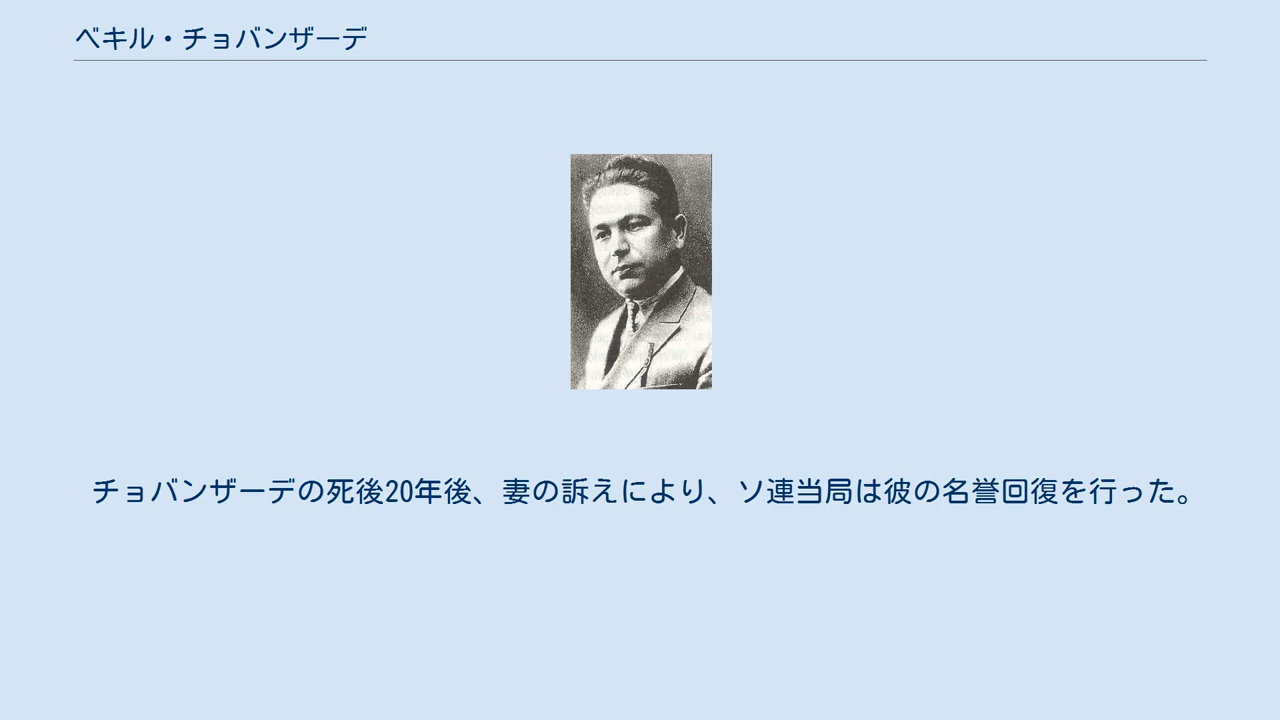 ベキル・チョバンザーデ
チョバンザーデの死後20年後、妻の訴えにより、ソ連当局は彼の名誉回復を行った。